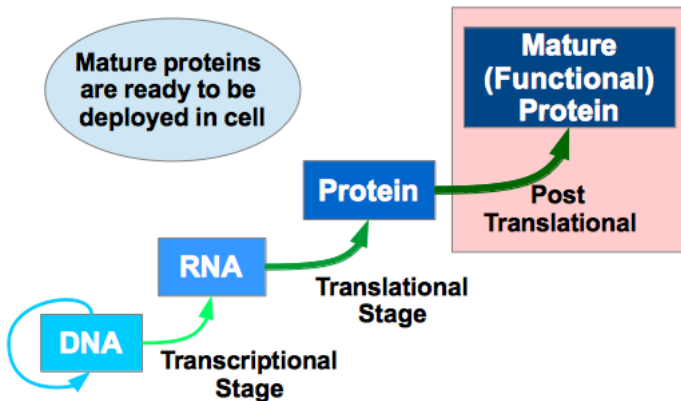 Mature proteins
are ready to be
deployed in cell
Mature
(Functional)
Protein
Protein
Post
Translational
RNA
Translational
Stage
DNA
Transcriptional
Stage